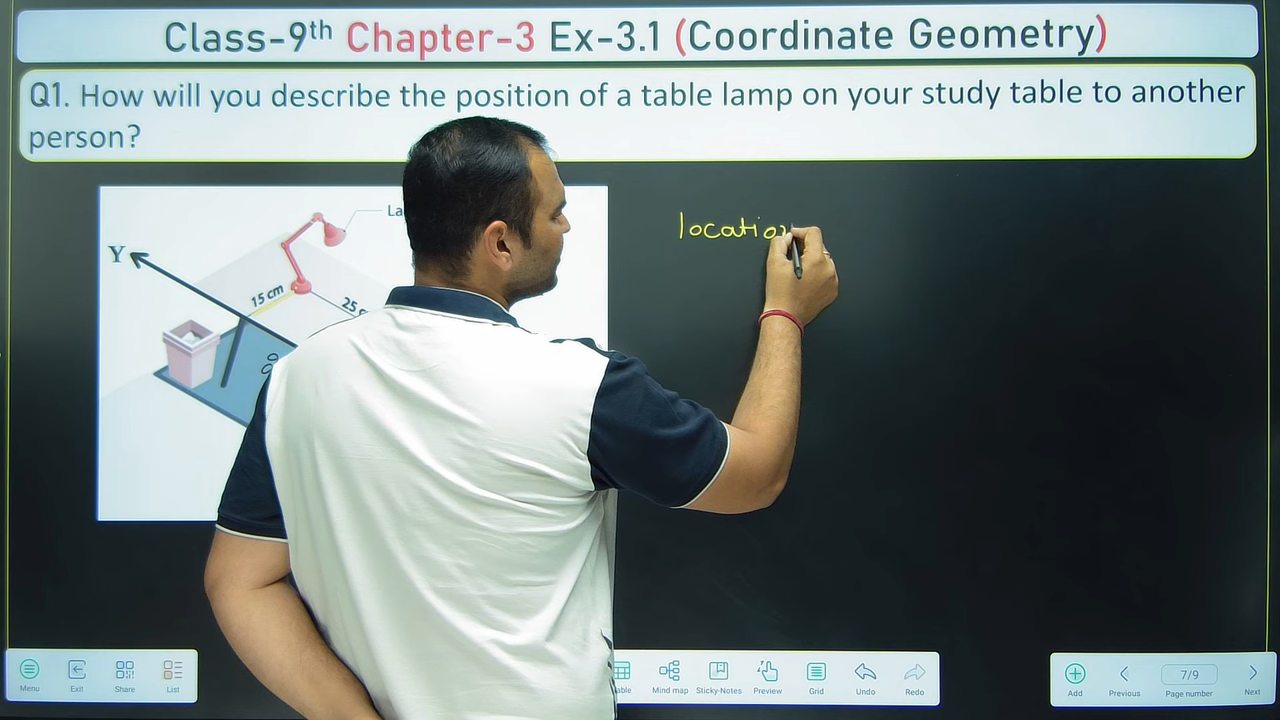 Class-9th Chapter-3 Ex-3.1 (Coordinate Geometry)
Q1. How will you describe the position of a table lamp on your study table to another
person?
Y
15 cm
location
Menu
Exit
Share
List
Mind map
Sticky-Notes
Preview
Grid
Undo
Redo
Add
Previous
7/9
Page number
Next